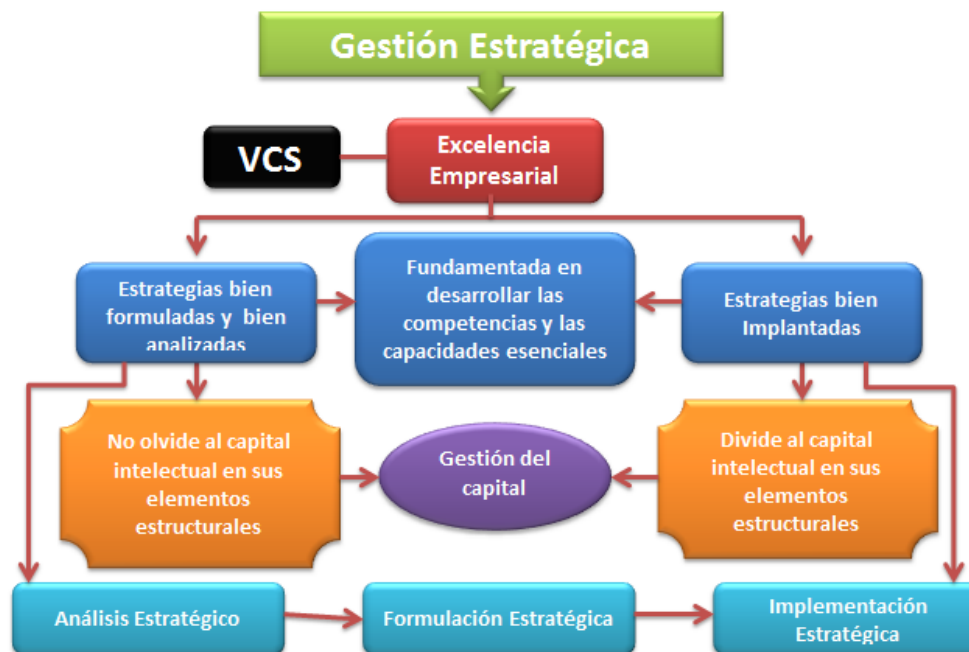 Gestión Estratégica
VCS
Excelencia
Empresarial
Estrategias bien
formuladas y bien
analizadas
Fundamentada en
desarrollar las
competencias y las
capacidades esenciales
Estrategias bien
Implantadas
No olvide al capital
intelectual en sus
elementos
estructurales
Gestión del
capital
Divide al capital
intelectual en sus
elementos
estructurales
Análisis Estratégico
Formulación Estratégica
Implementación
Estratégica